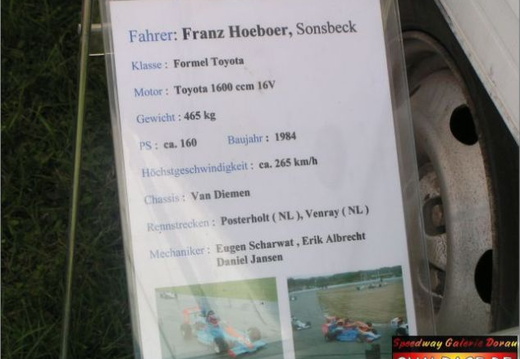 Fahrer: Franz Hoeboer, Sonsbeck
Klasse : Formel Toyota
Motor : Toyota 1600 ccm 16V
Gewicht : 465 kg
PS : ca. 160 Baujahr : 1984
Höchstgeschwindigkeit : ca. 265 km/h
Chassis : Van Diemen
Rennstrecken : Posterholt ( NL ), Venray ( NL )
Mechaniker : Eugen Scharwat , Erik Albrecht
Daniel Jansen
Speedway Galerie Dorau